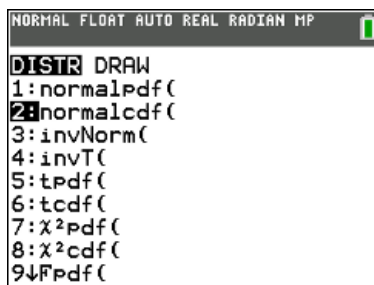 NORMAL FLOAT AUTO REAL RADIAN MP
DISTR DRAW
1:normalpdf(
2:normalcdf(
3:invNorm(
4:invT(
5:tpdf(
6:tcdf(
7:χ²pdf(
8:χ²cdf(
9↓Fpdf(